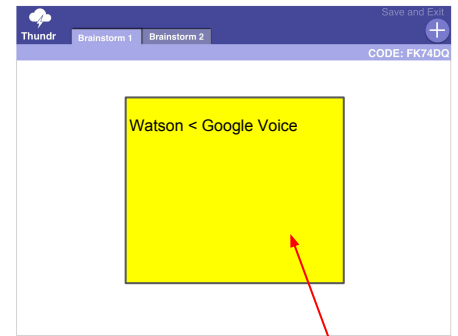 Save and Exit
Thundr
Brainstorm 1
Brainstorm 2
CODE: FK74DQ
Watson < Google Voice